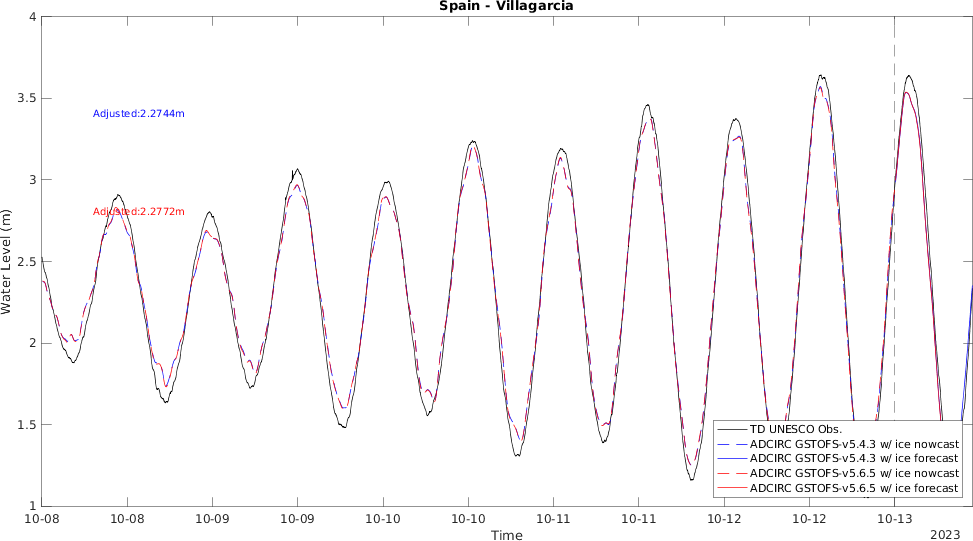 Spain - Villagarcia
4
3.5
3
2.5
2
1.5
1
Water Level (m)
Adjusted:2.2744m
Adjusted:2.2772m
TD UNESCO Obs.
ADCIRC GSTOFS-v5.4.3 w/ ice nowcast
ADCIRC GSTOFS-v5.4.3 w/ ice forecast
ADCIRC GSTOFS-v5.6.5 w/ ice nowcast
ADCIRC GSTOFS-v5.6.5 w/ ice forecast
10-08 10-08 10-09 10-09 10-10 10-10 10-11 10-11 10-12 10-12 10-13
Time
2023